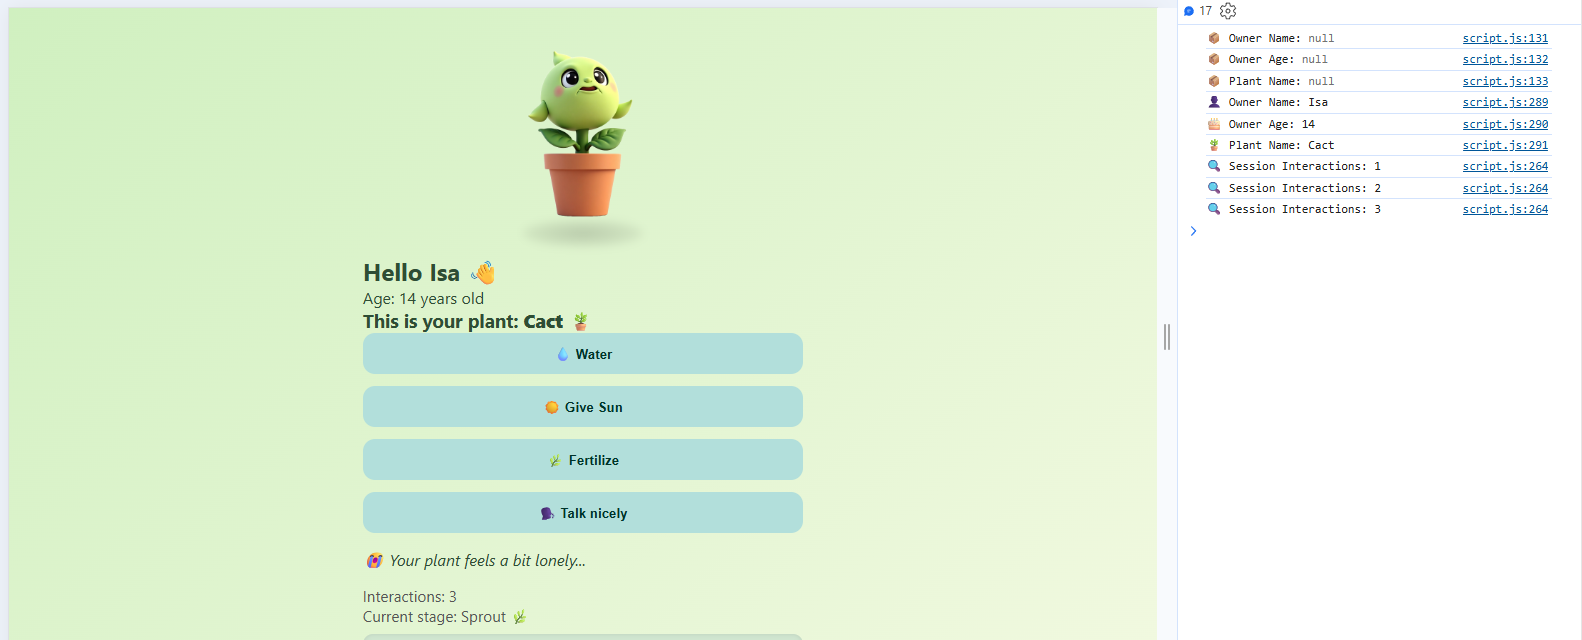 Hello Isa 👋
Age: 14 years old
This is your plant: Cact 🪴
💧 Water
☀️ Give Sun
🌿 Fertilize
🗣️ Talk nicely
😭 Your plant feels a bit lonely...
Interactions: 3
Current stage: Sprout 🌿
17
📦 Owner Name: null script.js:131
📦 Owner Age: null script.js:132
📦 Plant Name: null script.js:133
👤 Owner Name: Isa script.js:289
🎂 Owner Age: 14 script.js:290
🪴 Plant Name: Cact script.js:291
🔍 Session Interactions: 1 script.js:264
🔍 Session Interactions: 2 script.js:264
🔍 Session Interactions: 3 script.js:264